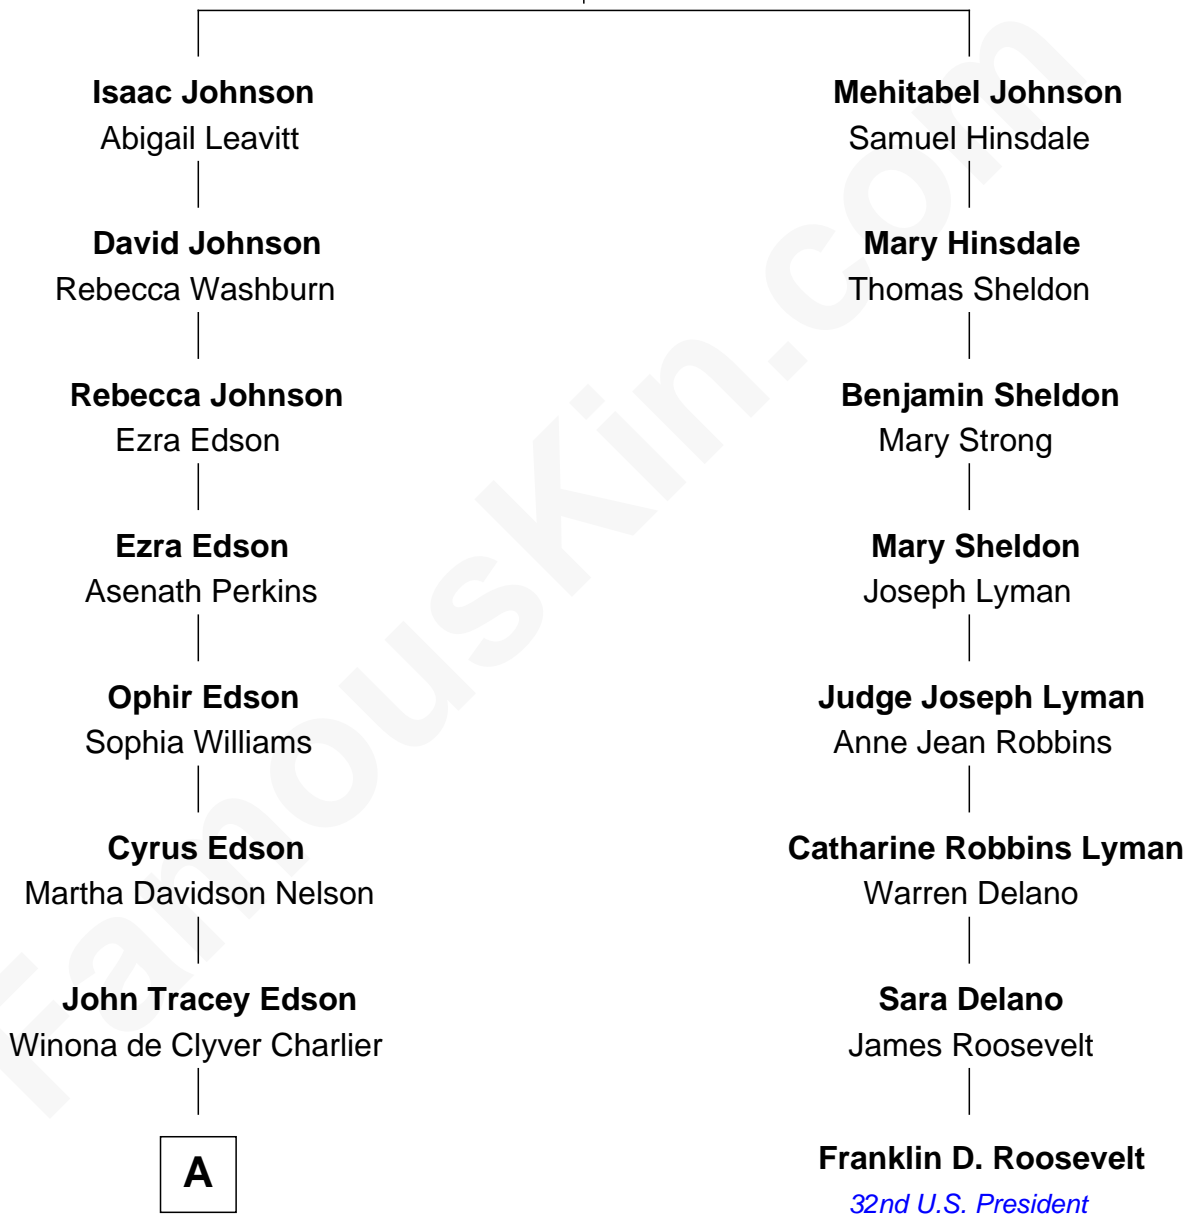 Isaac Johnson
Abigail Leavitt
Mehitabel Johnson
Samuel Hinsdale
David Johnson
Rebecca Washburn
Mary Hinsdale
Thomas Sheldon
Rebecca Johnson
Ezra Edson
Benjamin Sheldon
Mary Strong
Ezra Edson
Asenath Perkins
Mary Sheldon
Joseph Lyman
Ophir Edson
Sophia Williams
Judge Joseph Lyman
Anne Jean Robbins
Cyrus Edson
Martha Davidson Nelson
Catharine Robbins Lyman
Warren Delano
John Tracey Edson
Winona de Clyver Charlier
Sara Delano
James Roosevelt
A
Franklin D. Roosevelt
32nd U.S. President
FamousKin.com